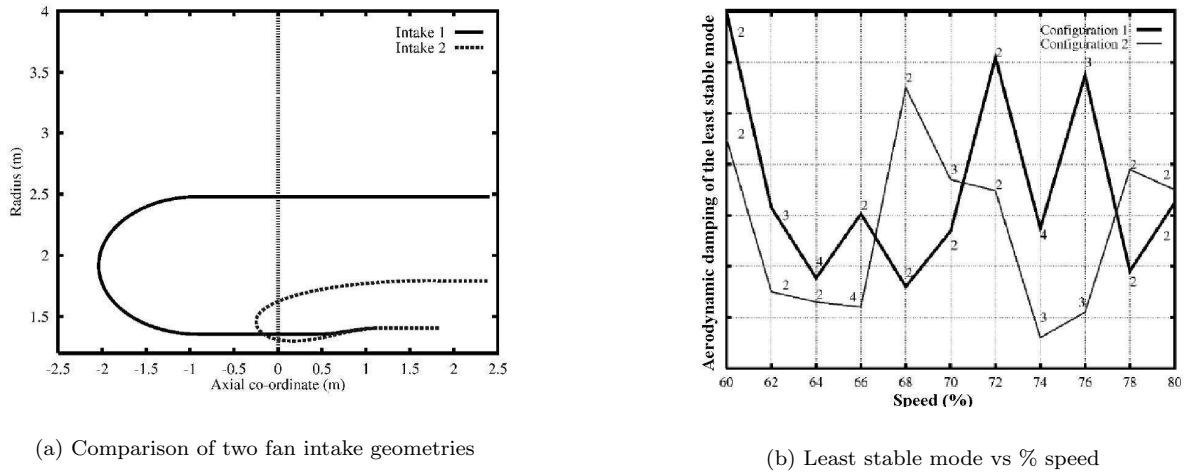 4
3.5
3
2.5
2
1.5
Radius (m)
Intake 1
Intake 2
-2.5 -2 -1.5 -1 -0.5 0 0.5 1 1.5 2 2.5
Axial co-ordinate (m)
(a) Comparison of two fan intake geometries
Aerodynamic damping of the least stable mode
Configuration 1
Configuration 2
2 3 4 2 2 2 2 4 3 2 2
2 2 2 4 2 3 2 3 3 2 2
60 62 64 66 68 70 72 74 76 78 80
Speed (%)
(b) Least stable mode vs % speed